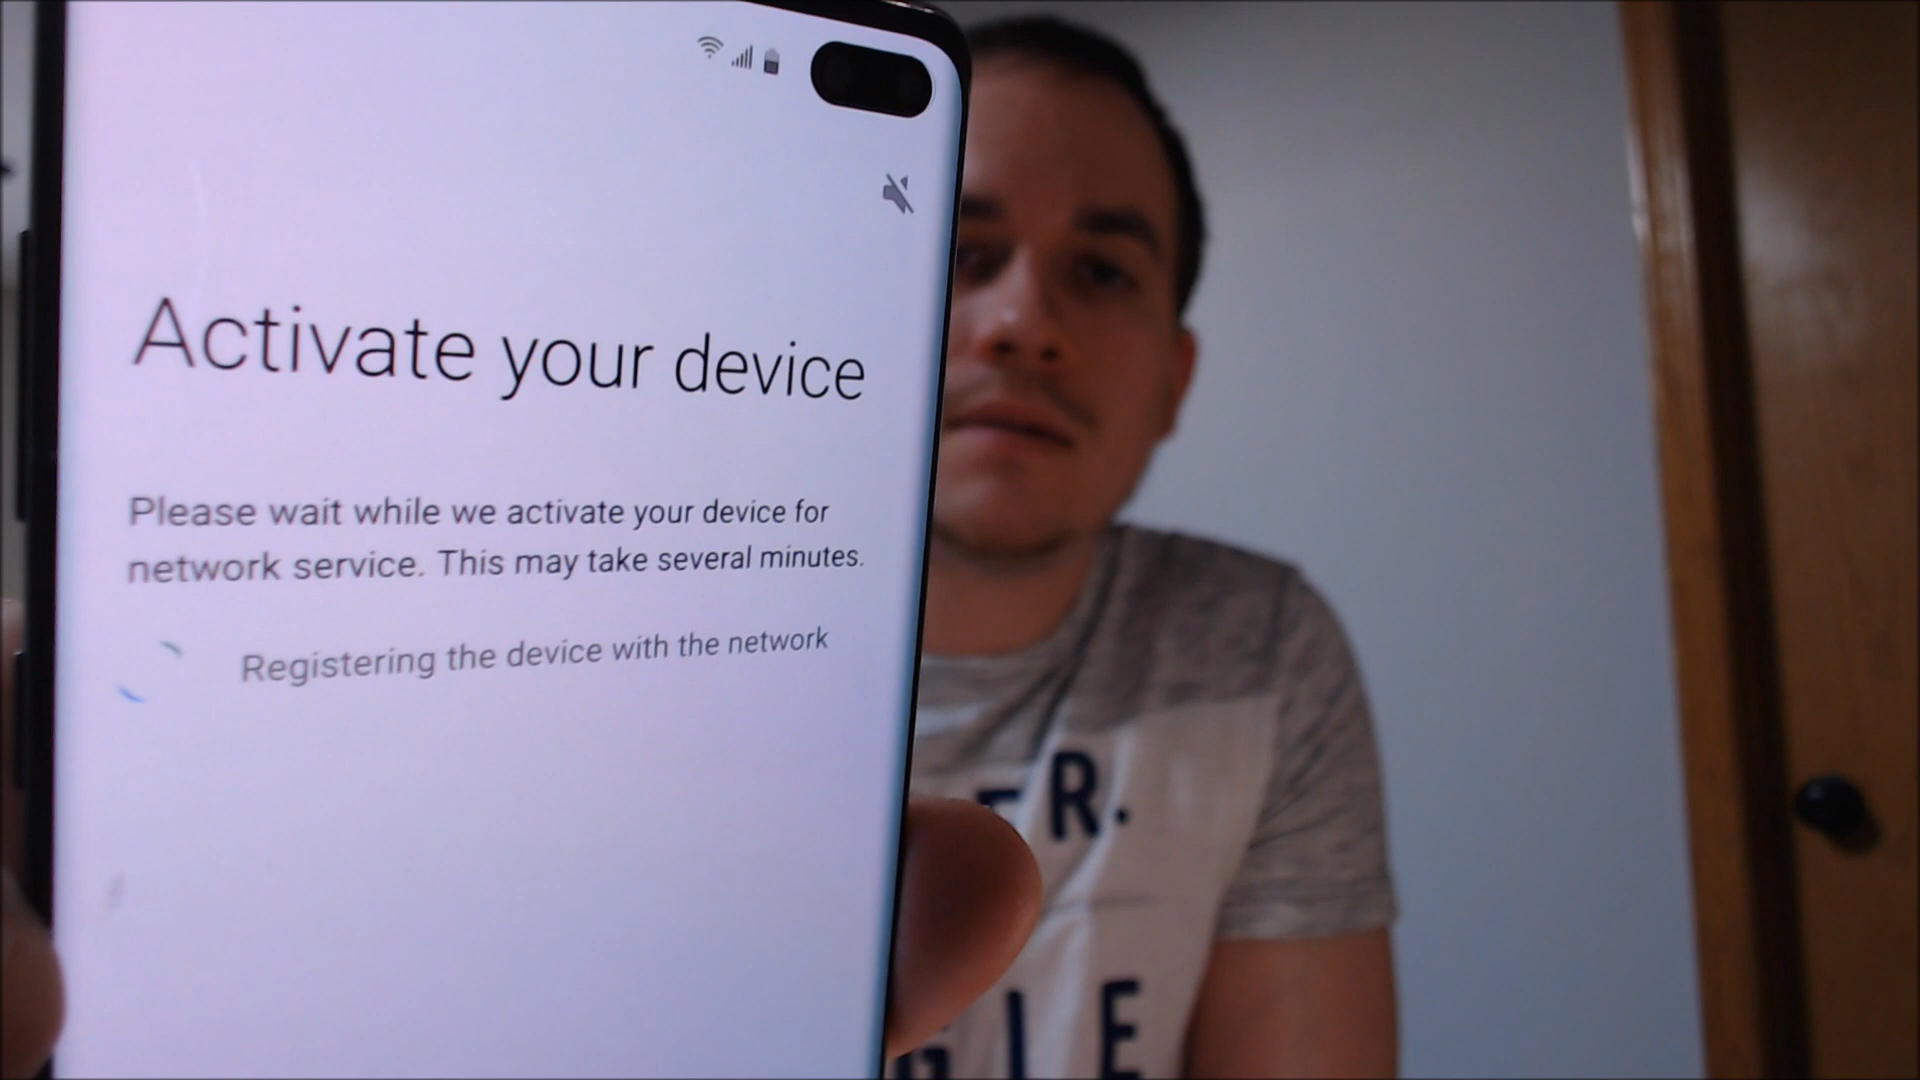 Activate your device
Please wait while we activate your device for
network service. This may take several minutes.
Registering the device with the network
R.
GLE